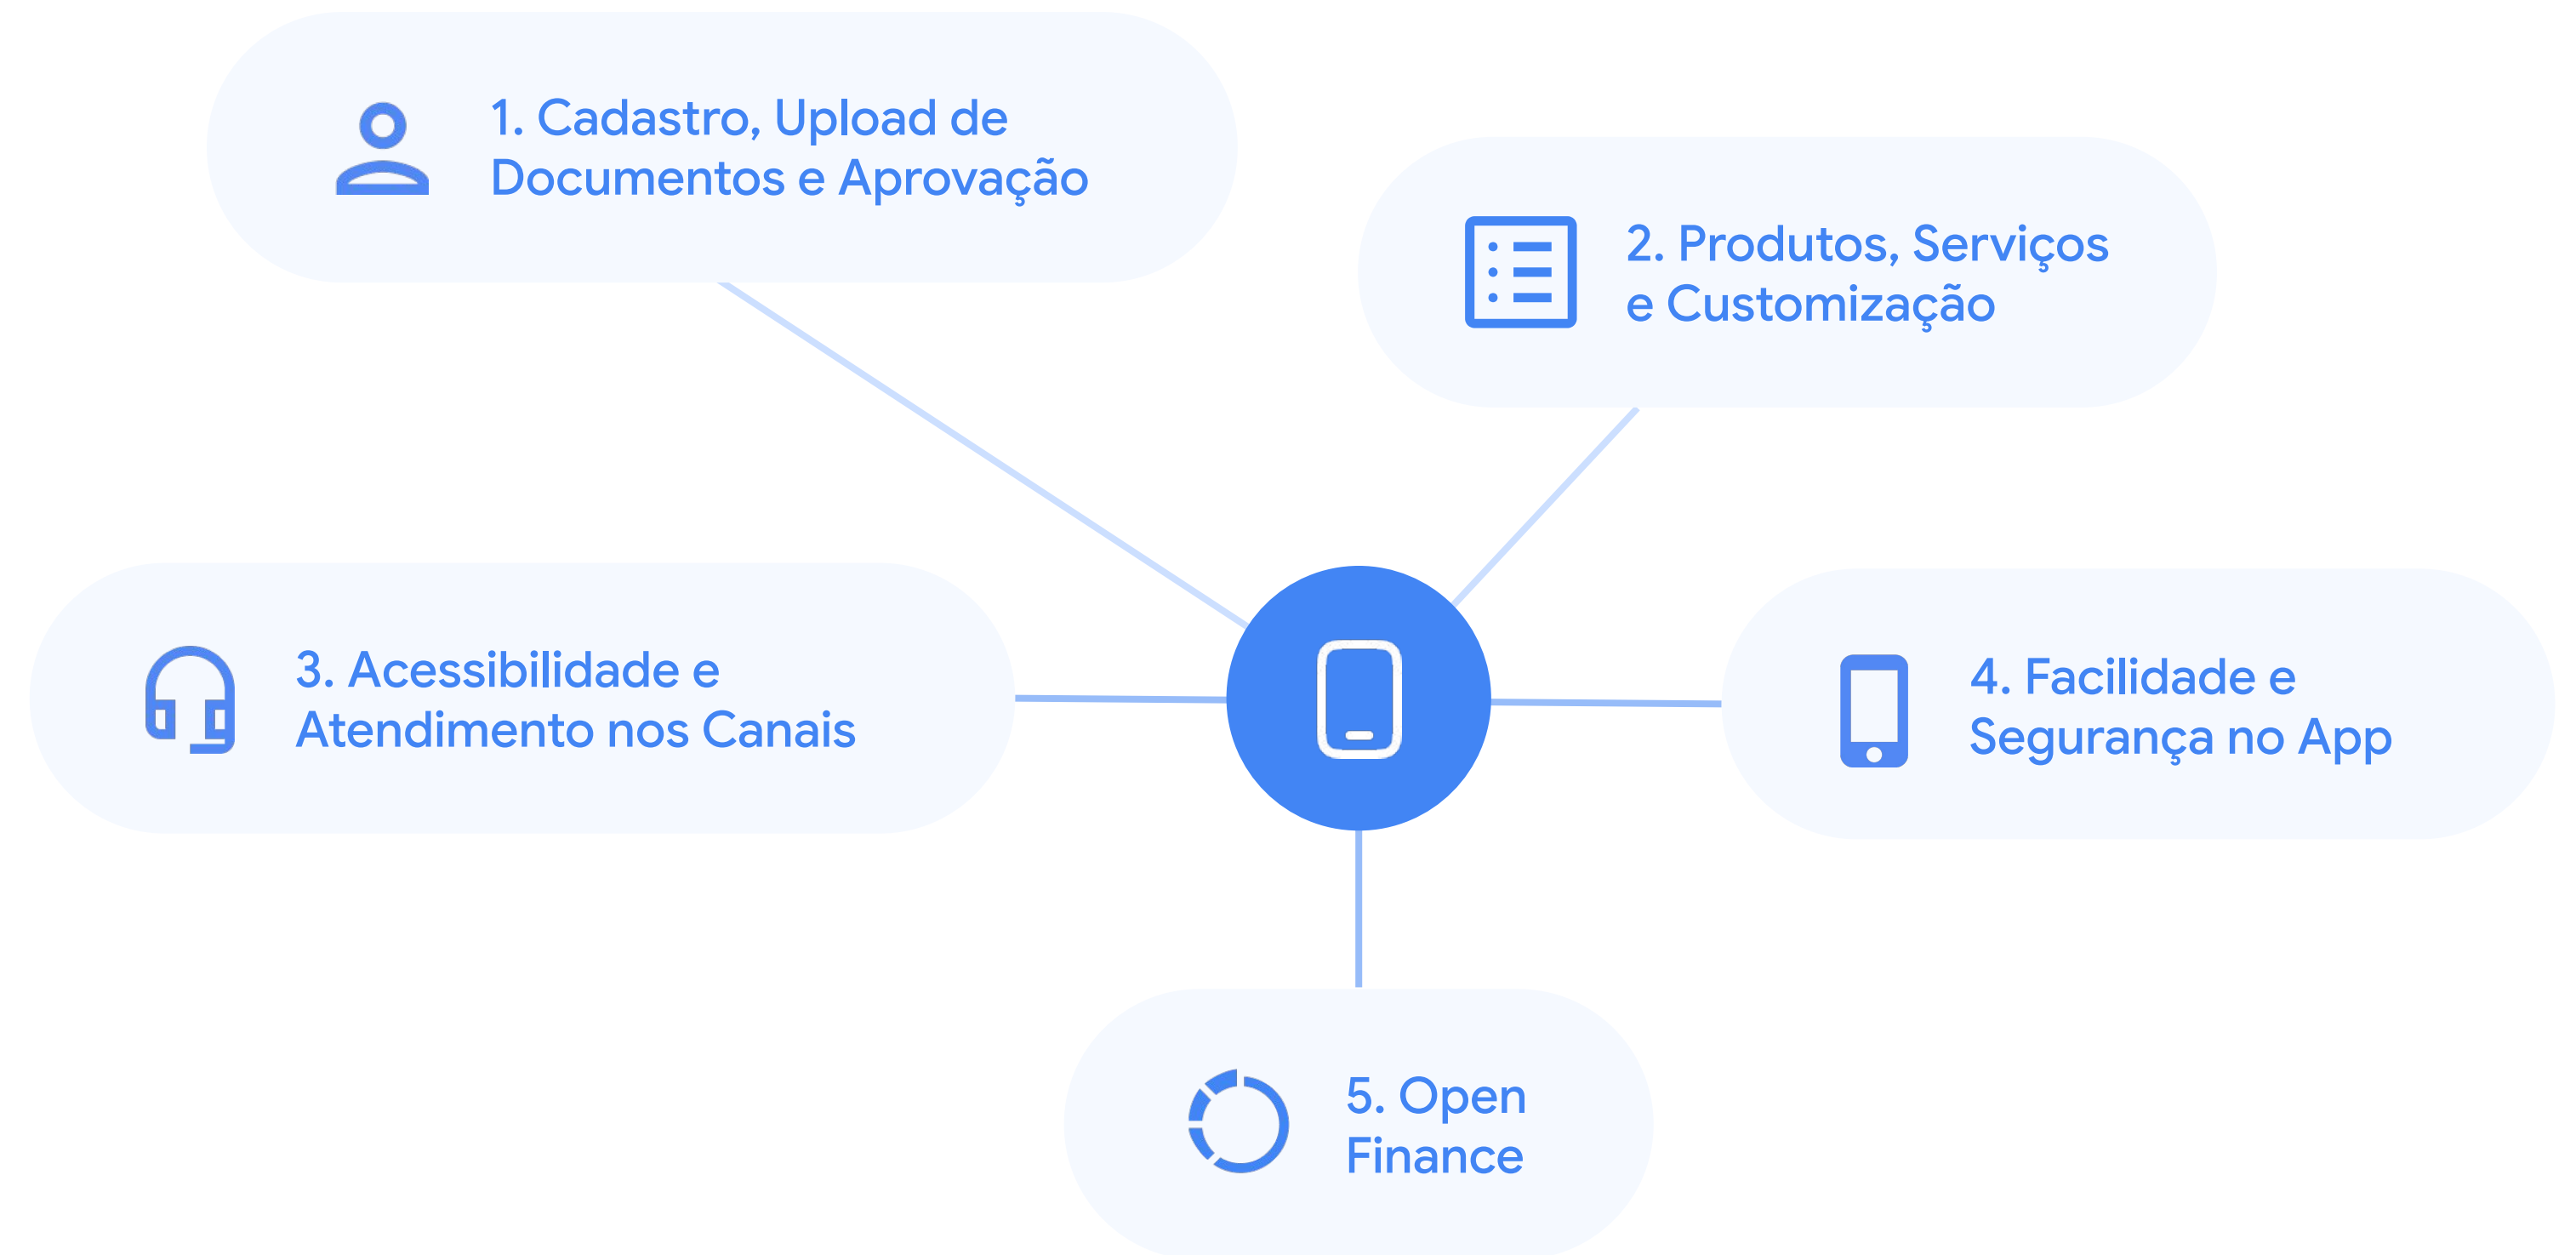 1. Cadastro, Upload de
Documentos e Aprovação
2. Produtos, Serviços
e Customização
3. Acessibilidade e
Atendimento nos Canais
4. Facilidade e
Segurança no App
5. Open
Finance